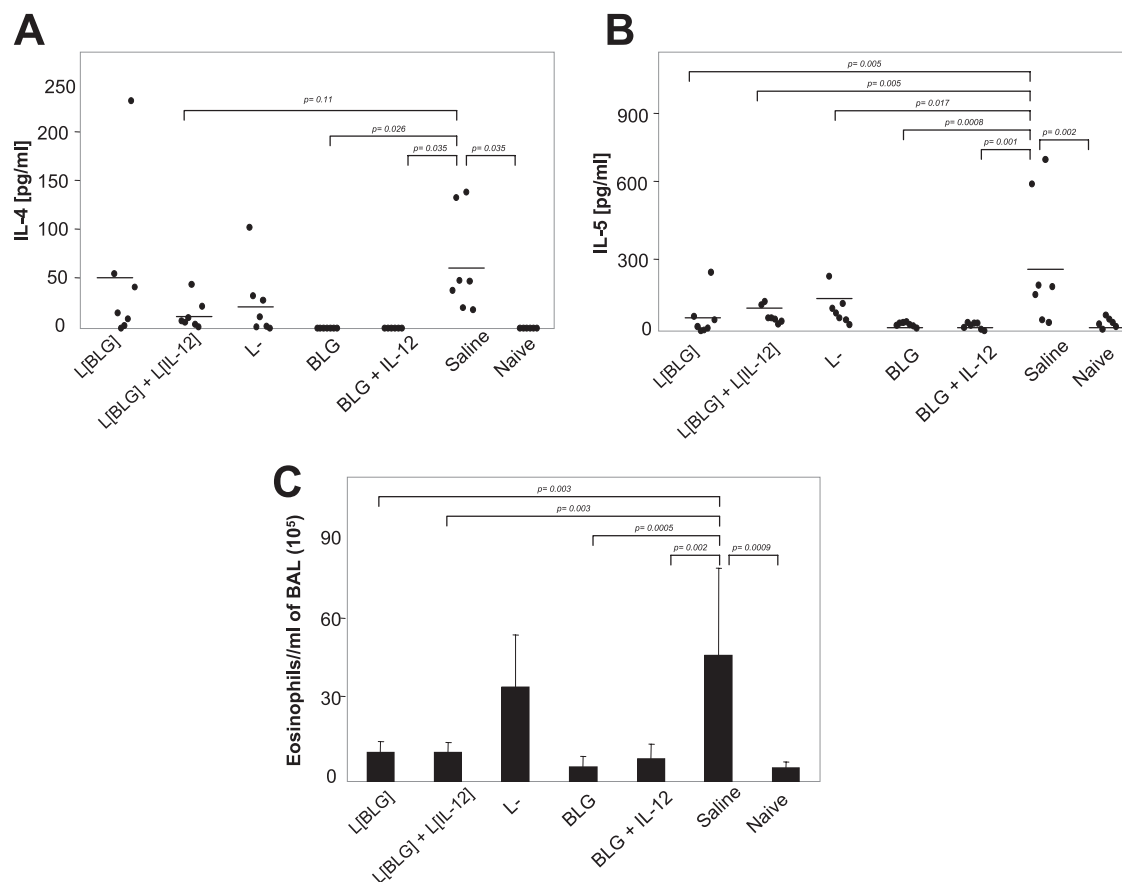 A
IL-4 [pg/ml]
250
200
150
100
50
0
p= 0.11
p= 0.026
p= 0.035
p= 0.035
L[BLG]
L[BLG] + L[IL-12]
L-
BLG
BLG + IL-12
Saline
Naive
B
IL-5 [pg/ml]
900
600
300
0
p= 0.005
p= 0.005
p= 0.017
p= 0.0008
p= 0.001
p= 0.002
L[BLG]
L[BLG] + L[IL-12]
L-
BLG
BLG + IL-12
Saline
Naive
C
Eosinophils//ml of BAL (10⁵)
90
60
30
0
p= 0.003
p= 0.003
p= 0.0005
p= 0.002
p= 0.0009
L[BLG]
L[BLG] + L[IL-12]
L-
BLG
BLG + IL-12
Saline
Naive